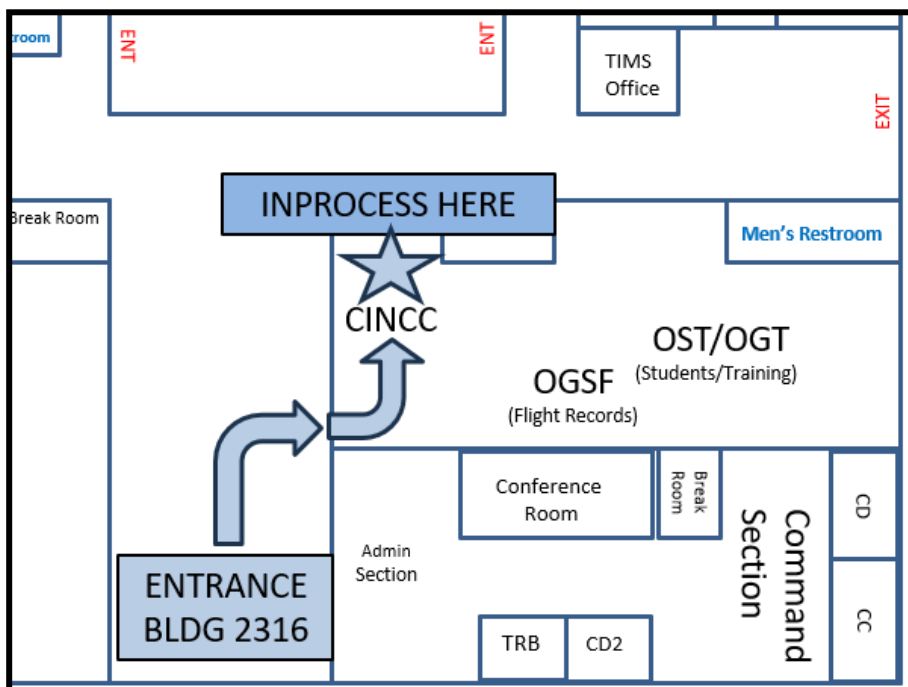 room
ENT
ENT
TIMS
Office
EXIT
INPROCESS HERE
Break Room
Men's Restroom
CINCC
OST/OGT
(Students/Training)
OGSF
(Flight Records)
Conference
Room
Break
Room
Command
Section
CD
Admin
Section
ENTRANCE
BLDG 2316
TRB
CD2
CC